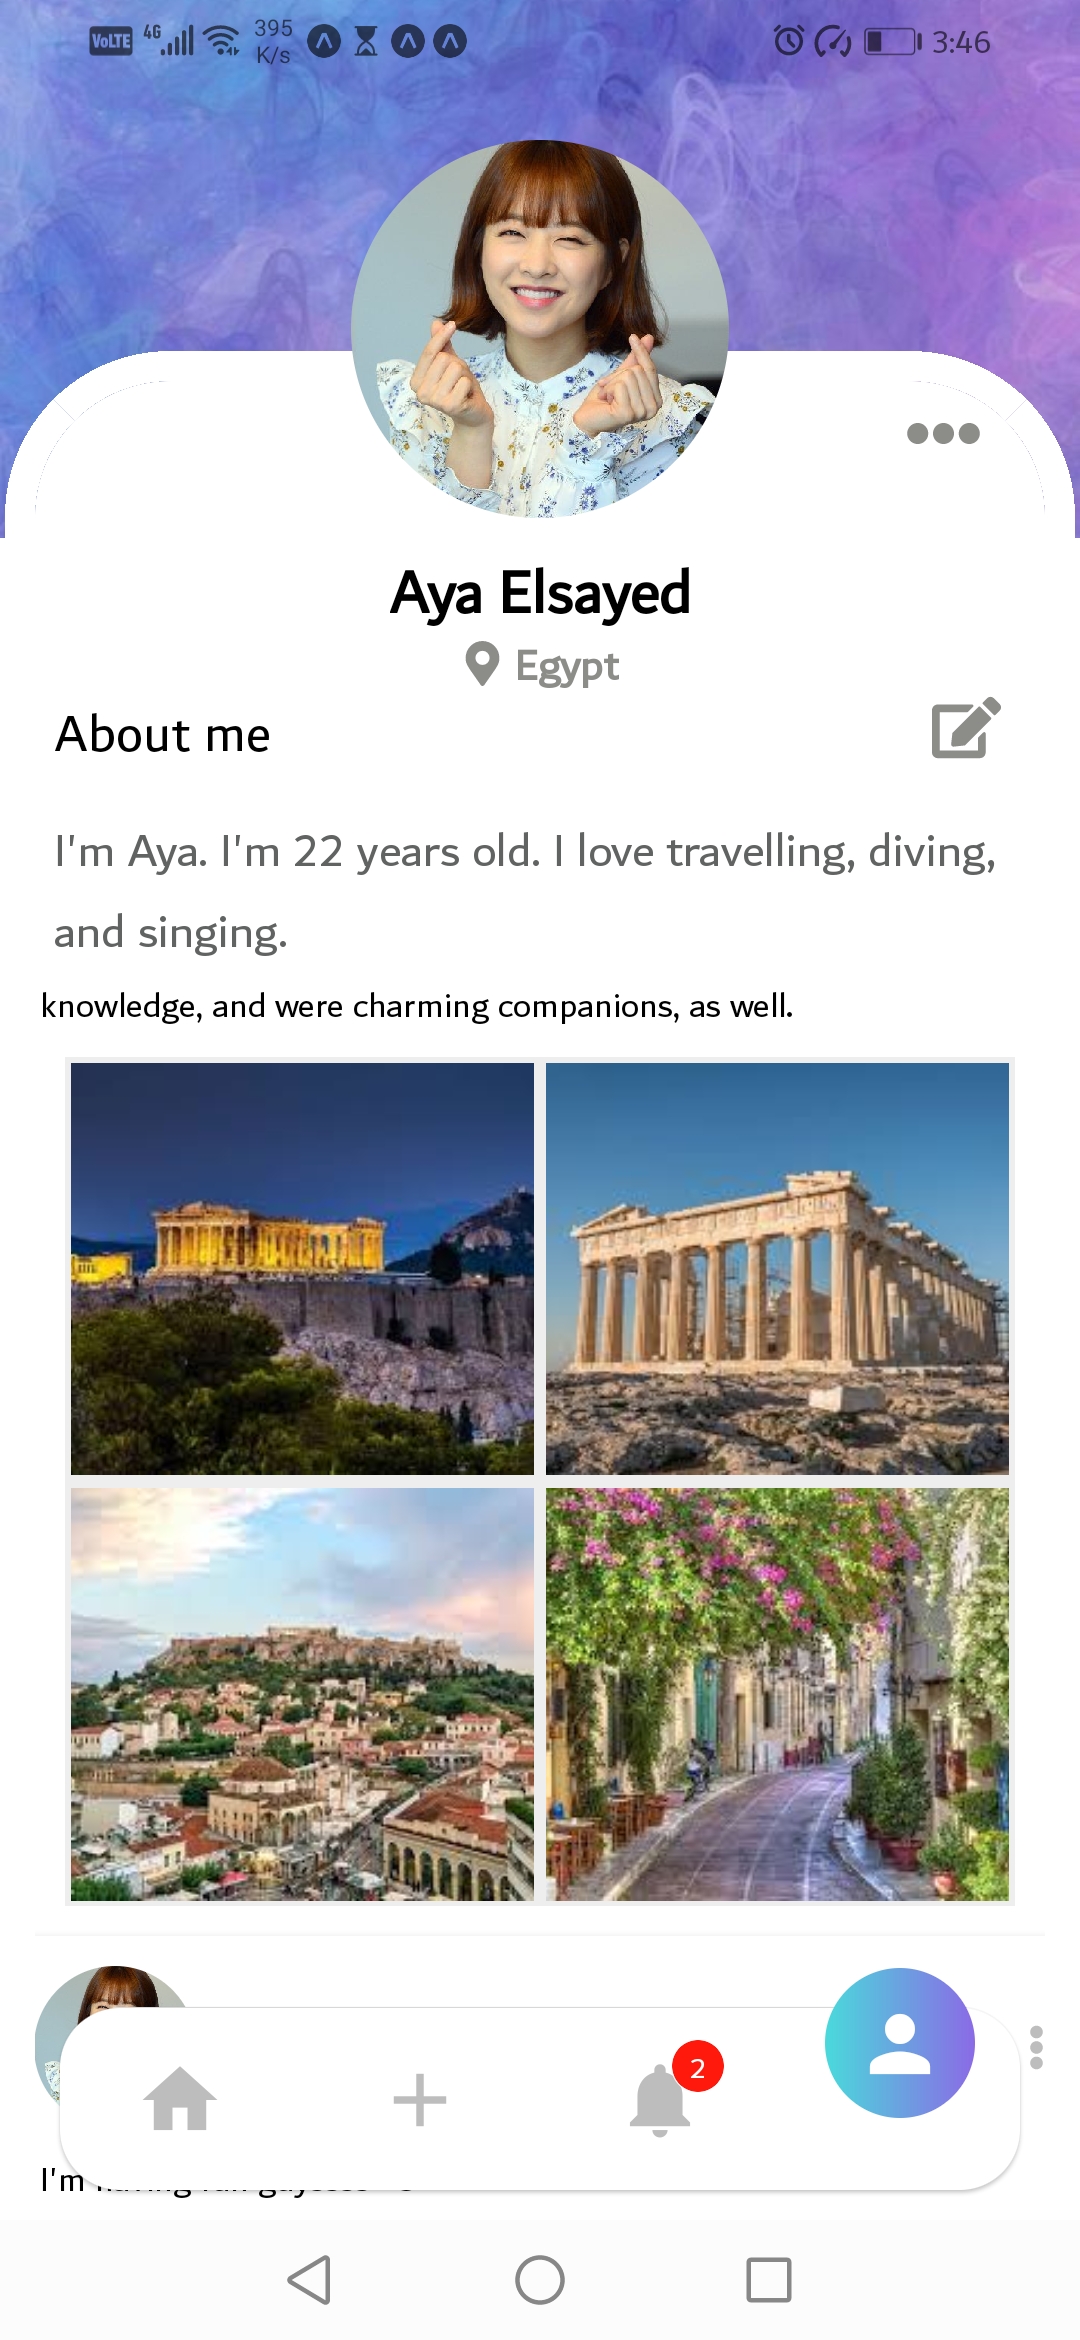 VoLTE 4G 395 K/s 3:46
Aya Elsayed
Egypt
About me
I'm Aya. I'm 22 years old. I love travelling, diving,
and singing.
knowledge, and were charming companions, as well.
2
I'm